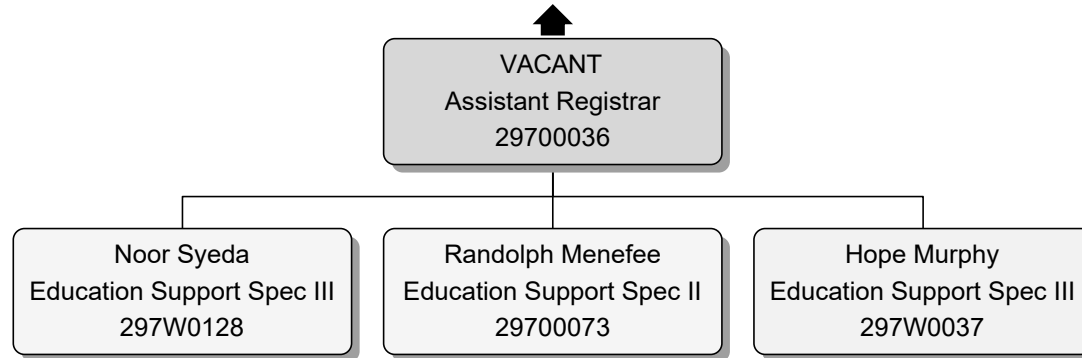 VACANT
Assistant Registrar
29700036
Noor Syeda
Education Support Spec III
297W0128
Randolph Menefee
Education Support Spec II
29700073
Hope Murphy
Education Support Spec III
297W0037